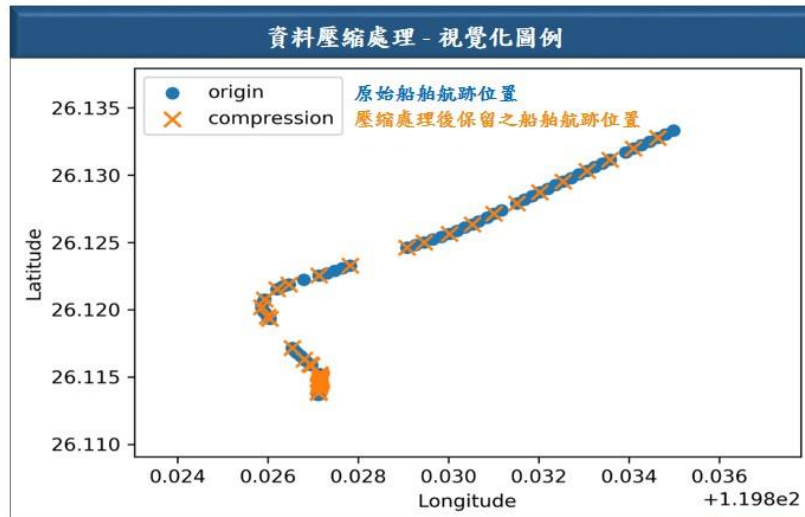 資料壓縮處理 - 視覺化圖例
origin 原始船舶航跡位置
compression 壓縮處理後保留之船舶航跡位置
26.135
26.130
26.125
26.120
26.115
26.110
Latitude
0.024 0.026 0.028 0.030 0.032 0.034 0.036
Longitude
+1.198e2